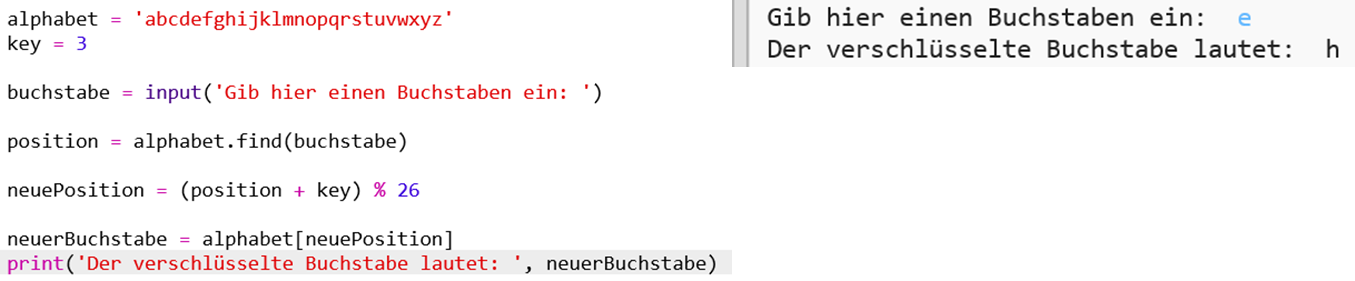 alphabet = 'abcdefghijklmnopqrstuvwxyz'
key = 3
buchstabe = input('Gib hier einen Buchstaben ein: ')
position = alphabet.find(buchstabe)
neuePosition = (position + key) % 26
neuerBuchstabe = alphabet[neuePosition]
print('Der verschlüsselte Buchstabe lautet: ', neuerBuchstabe)
Gib hier einen Buchstaben ein:  e
Der verschlüsselte Buchstabe lautet:  h